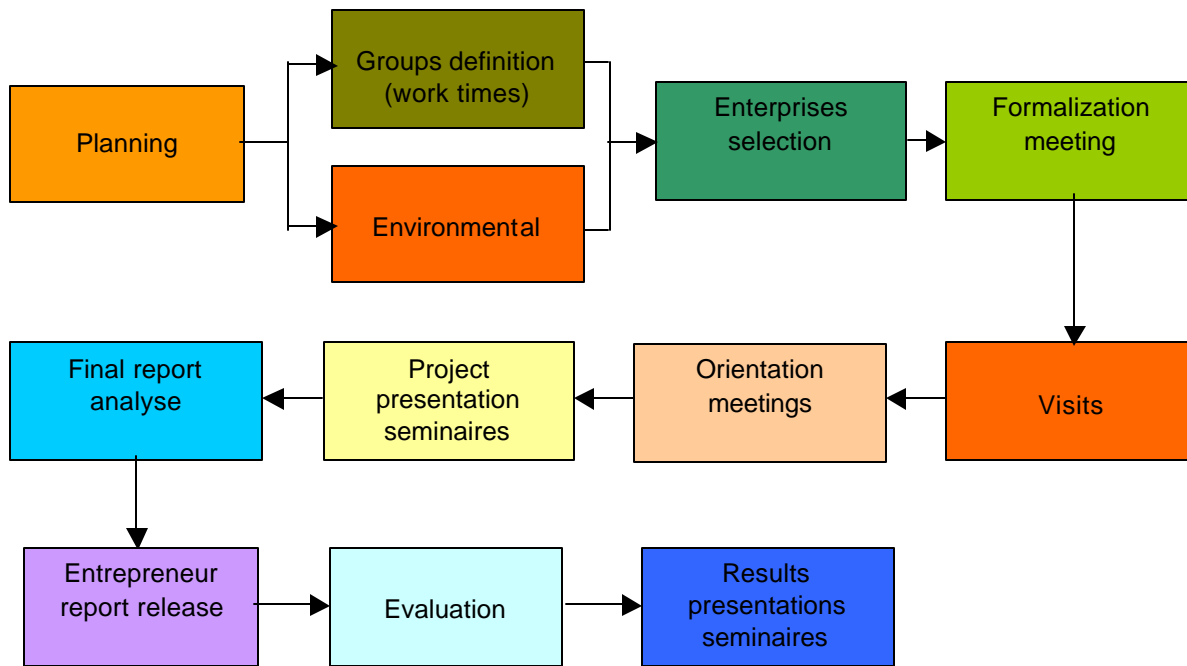 Planning
Groups definition
(work times)
Environmental
Enterprises
selection
Formalization
meeting
Visits
Orientation
meetings
Project
presentation
seminaires
Final report
analyse
Entrepreneur
report release
Evaluation
Results
presentations
seminaires